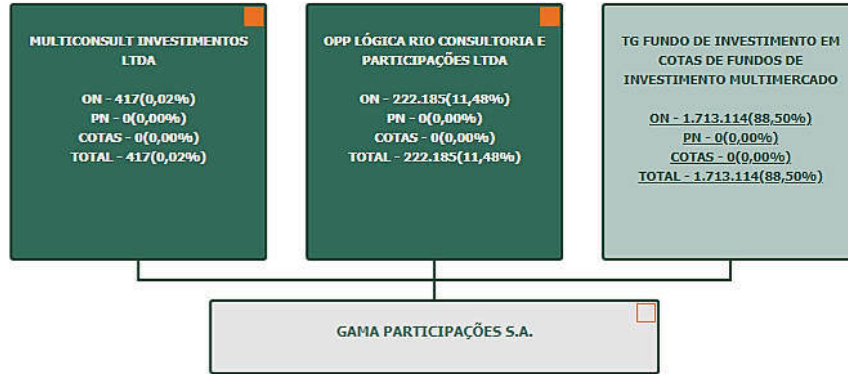 MULTICONSULT INVESTIMENTOS
LTDA
ON - 417(0,02%)
PN - 0(0,00%)
COTAS - 0(0,00%)
TOTAL - 417(0,02%)
OPP LÓGICA RIO CONSULTORIA E
PARTICIPAÇÕES LTDA
ON - 222.185(11,48%)
PN - 0(0,00%)
COTAS - 0(0,00%)
TOTAL - 222.185(11,48%)
TG FUNDO DE INVESTIMENTO EM
COTAS DE FUNDOS DE
INVESTIMENTO MULTIMERCADO
ON - 1.713.114(88,50%)
PN - 0(0,00%)
COTAS - 0(0,00%)
TOTAL - 1.713.114(88,50%)
GAMA PARTICIPAÇÕES S.A.